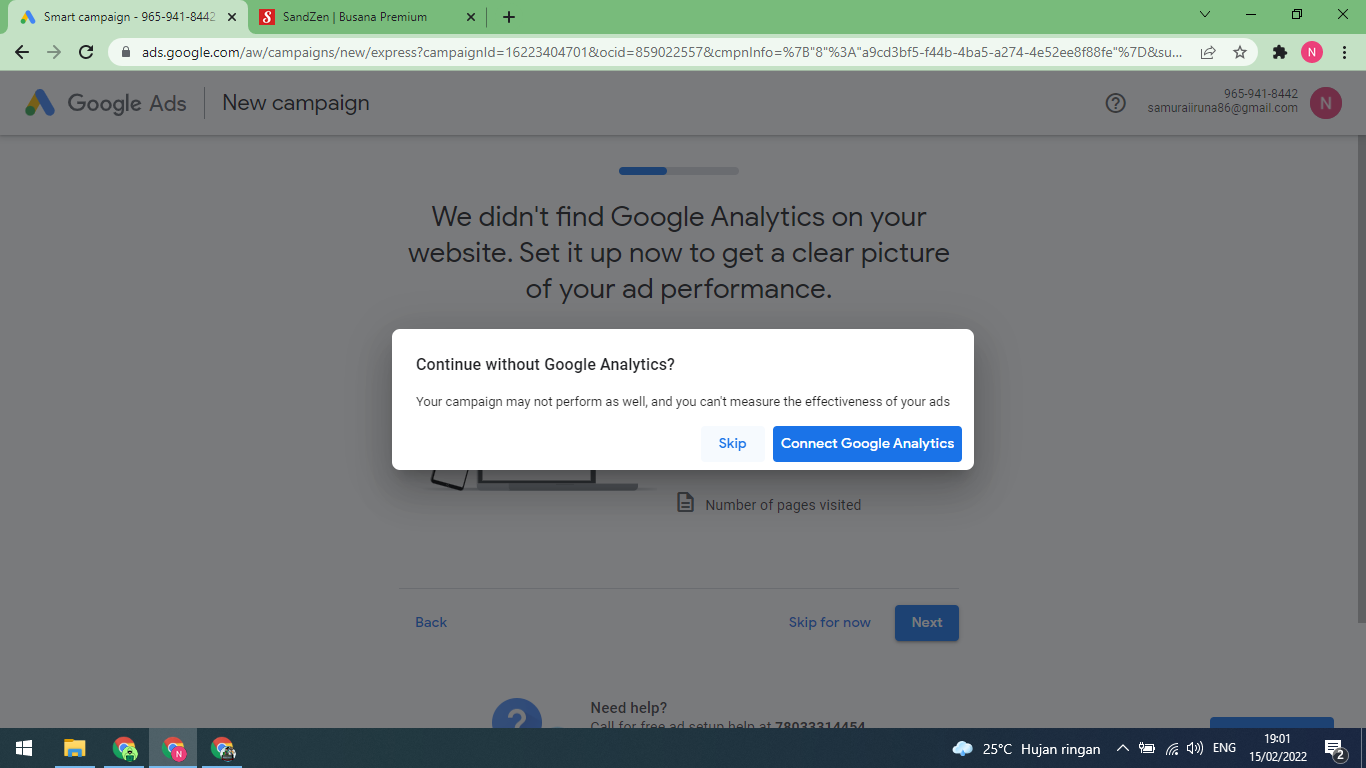 Smart campaign - 965-941-8442
SandZen | Busana Premium
ads.google.com/aw/campaigns/new/express?campaignId=16223404701&ocid=859022557&cmpnInfo=%7B"8"%3A"a9cd3bf5-f44b-4ba5-a274-4e52ee8f88fe"%7D&su...
N
Google Ads
New campaign
965-941-8442
samuraiiruna86@gmail.com
N
We didn't find Google Analytics on your
website. Set it up now to get a clear picture
of your ad performance.
Continue without Google Analytics?
Your campaign may not perform as well, and you can't measure the effectiveness of your ads
Skip
Connect Google Analytics
Number of pages visited
Back
Skip for now
Next
Need help?
Call for free ad setup help at 78033314454
25°C Hujan ringan
ENG
19:01
15/02/2022
2